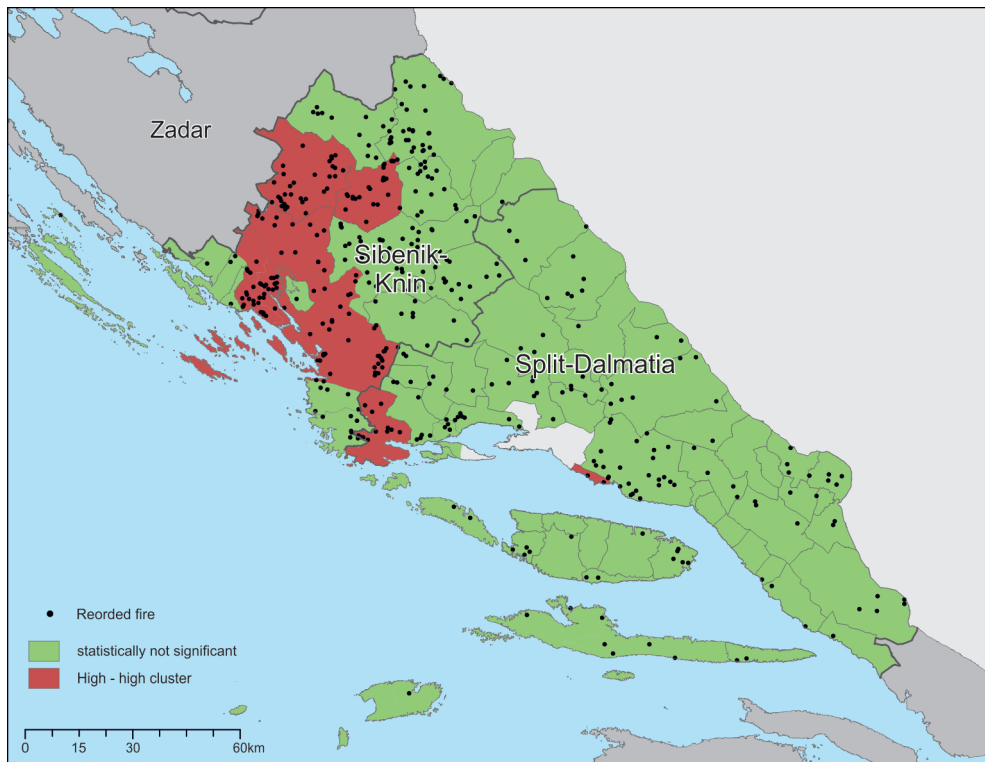 Zadar
Sibenik-
Knin
Split-Dalmatia
Reorded fire
statistically not significant
High - high cluster
0 15 30 60km